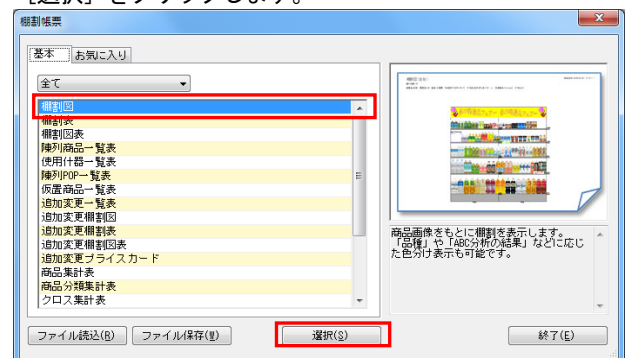 [選択]をクリックします。
棚割帳票
基本 お気に入り
全て
棚割図
棚割表
棚割図表
陳列商品一覧表
使用什器一覧表
陳列POP一覧表
仮置商品一覧表
追加変更一覧表
追加変更棚割図
追加変更棚割表
追加変更棚割図表
追加変更プライスカード
商品集計表
商品分類集計表
クロス集計表
商品画像をもとに棚割を表示します。
「品種」や「ABC分析の結果」などに応じ
た色分け表示も可能です。
ファイル読込(R) ファイル保存(W) 選択(S) 終了(E)